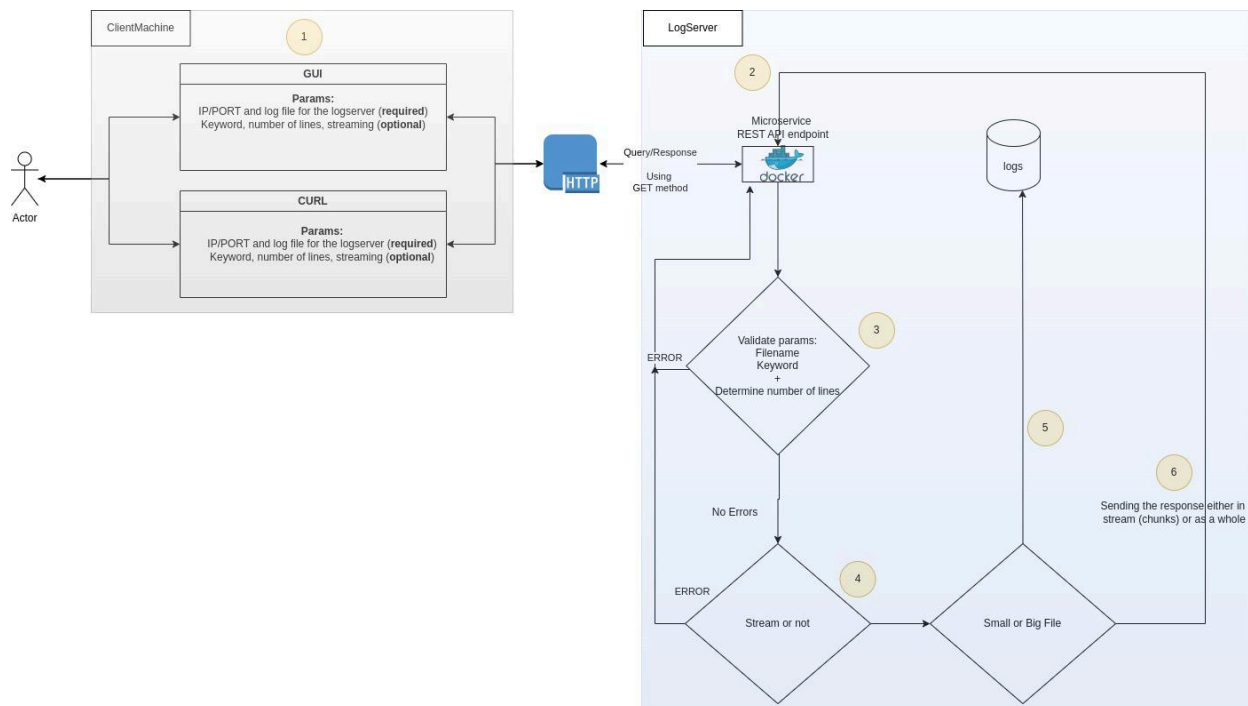 ClientMachine
1
GUI
Params:
IP/PORT and log file for the logserver (required)
Keyword, number of lines, streaming (optional)
CURL
Params:
IP/PORT and log file for the logserver (required)
Keyword, number of lines, streaming (optional)
Actor
HTTP
Query/Response
Using
GET method
LogServer
2
Microservice
REST API endpoint
docker
logs
3
Validate params:
Filename
Keyword
+
Determine number of lines
ERROR
No Errors
4
ERROR
Stream or not
Small or Big File
5
6
Sending the response either in
stream (chunks) or as a whole